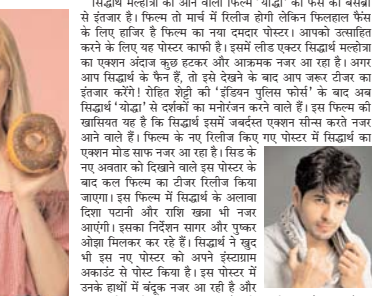 सिद्धार्थ मल्होत्रा की आने वाली फिल्म 'योद्धा' का फैंस को बेसब्री
से इंतजार है। फिल्म तो मार्च में रिलीज होगी लेकिन फिलहाल फैंस
के लिए हाजिर है फिल्म का नया दमदार पोस्टर। आपको उत्साहित
करने के लिए यह पोस्टर काफी है। इसमें लीड एक्टर सिद्धार्थ मल्होत्रा
का एक्शन अंदाज कुछ हटकर और आक्रमक नजर आ रहा है। अगर
आप सिद्धार्थ के फैन हैं, तो इसे देखने के बाद आप जरूर टीजर का
इंतजार करेंगे! रोहित शेट्टी की 'इंडियन पुलिस फोर्स' के बाद अब
सिद्धार्थ 'योद्धा' से दर्शकों का मनोरंजन करने वाले हैं। इस फिल्म की
खासियत यह है कि सिद्धार्थ इसमें जबर्दस्त एक्शन सीन्स करते नजर
आने वाले हैं। फिल्म के नए रिलीज किए गए पोस्टर में सिद्धार्थ का
एक्शन मोड साफ नजर आ रहा है। सिड के
नए अवतार को दिखाने वाले इस पोस्टर के
बाद कल फिल्म का टीजर रिलीज किया
जाएगा। इस फिल्म में सिद्धार्थ के अलावा
दिशा पटानी और राशि खन्ना भी नजर
आएंगी। इसका निर्देशन सागर और पुष्कर
ओझा मिलकर कर रहे हैं। सिद्धार्थ ने खुद
भी इस नए पोस्टर को अपने इंस्टाग्राम
अकाउंट से पोस्ट किया है। इस पोस्टर में
उनके हाथों में बंदूक नजर आ रही है और